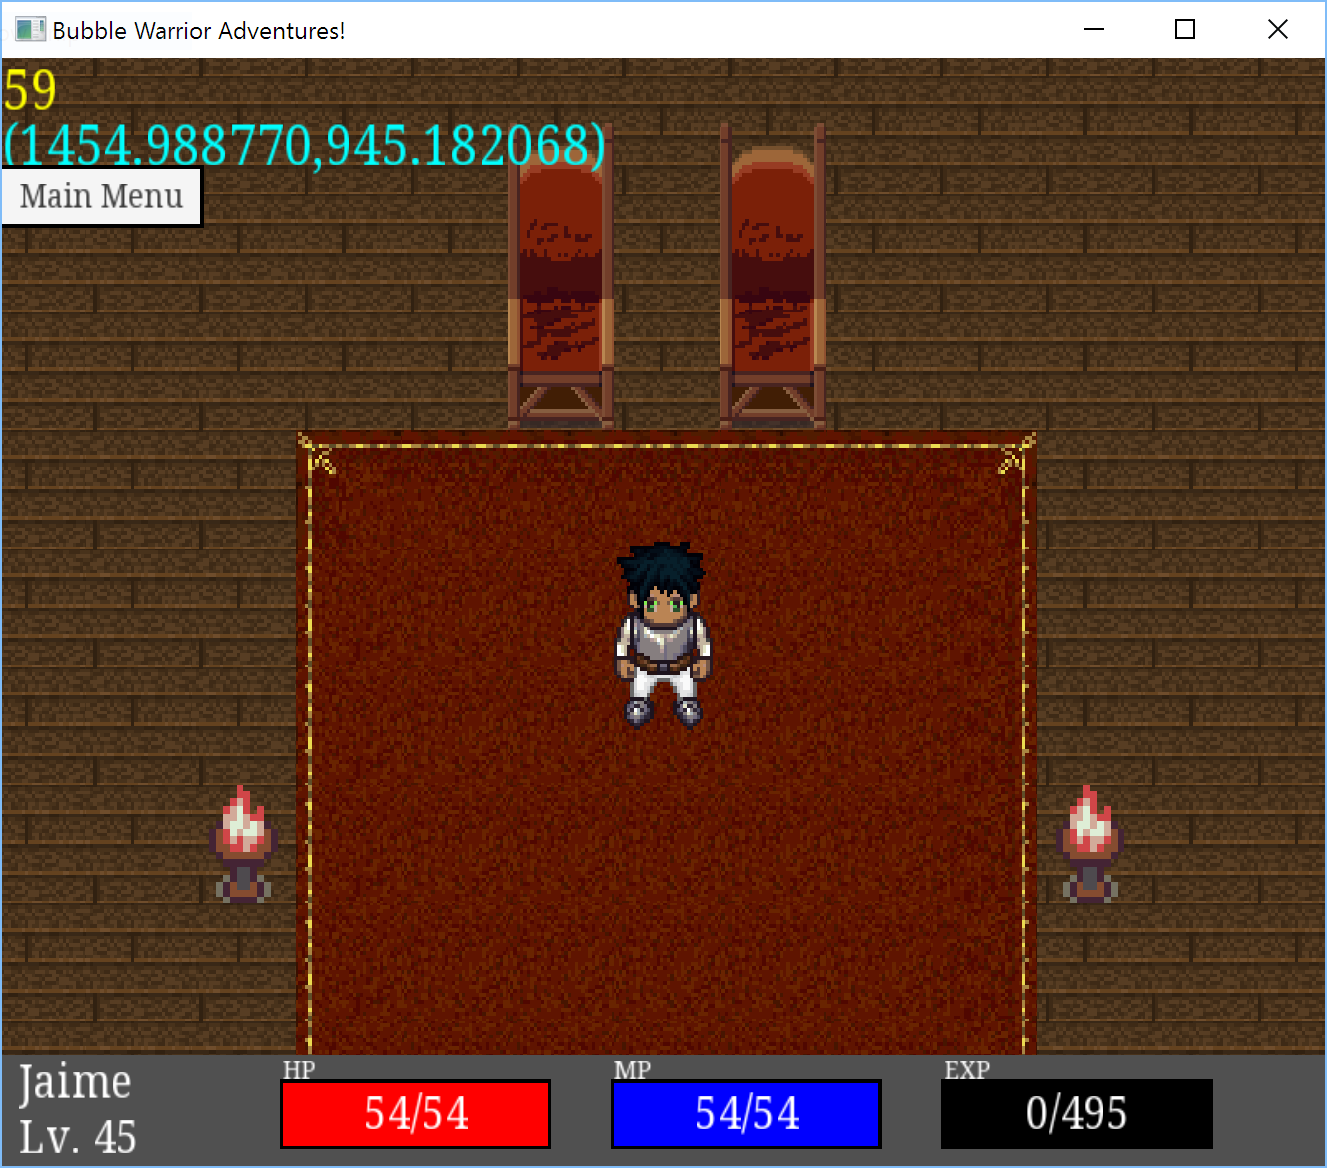 Bubble Warrior Adventures!
59
(1454.988770,945.182068)
Main Menu
Jaime
Lv. 45
HP
54/54
MP
54/54
EXP
0/495